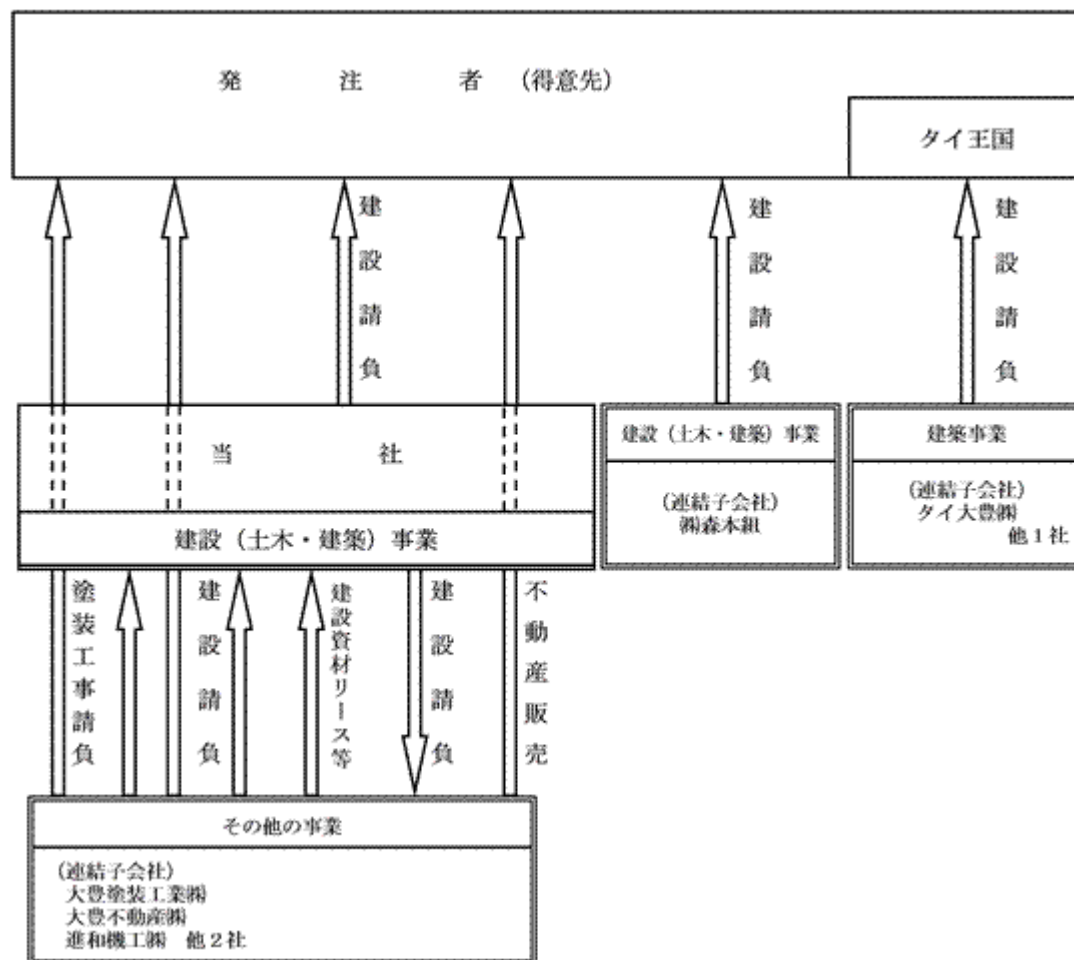 発注者(得意先)
タイ王国
建設請負
建設請負
建設請負
当社
建設(土木・建築)事業
建設(土木・建築)事業
(連結子会社)
㈱森本組
建築事業
(連結子会社)
タイ大豊㈱
他1社
塗装工事請負
建設請負
建設資材リース等
建設請負
不動産販売
その他の事業
(連結子会社)
大豊塗装工業㈱
大豊不動産㈱
進和機工㈱ 他2社